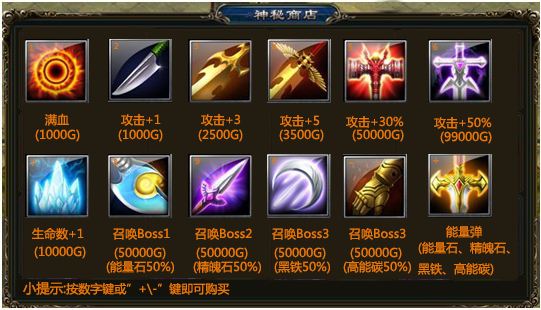 神秘商店
满血
(1000G)
攻击+1
(1000G)
攻击+3
(2500G)
攻击+5
(3500G)
攻击+30%
(50000G)
攻击+50%
(99000G)
生命数+1
(10000G)
召唤Boss1
(50000G)
(能量石50%)
召唤Boss2
(50000G)
(精魄石50%)
召唤Boss3
(50000G)
(黑铁50%)
召唤Boss3
(50000G)
(高能碳50%)
能量弹
(能量石、精魄石、
黑铁、高能碳)
小提示:按数字键或”+\-”键即可购买